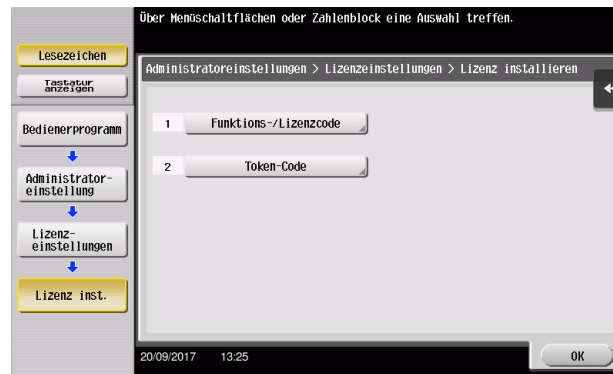 Über Menüschaltflächen oder Zahlenblock eine Auswahl treffen.
Lesezeichen
Tastatur
anzeigen
Administratoreinstellungen > Lizenzeinstellungen > Lizenz installieren
1 Funktions-/Lizenzcode
2 Token-Code
Bedienerprogramm
Administrator-
einstellung
Lizenz-
einstellungen
Lizenz inst.
20/09/2017 13:25
OK